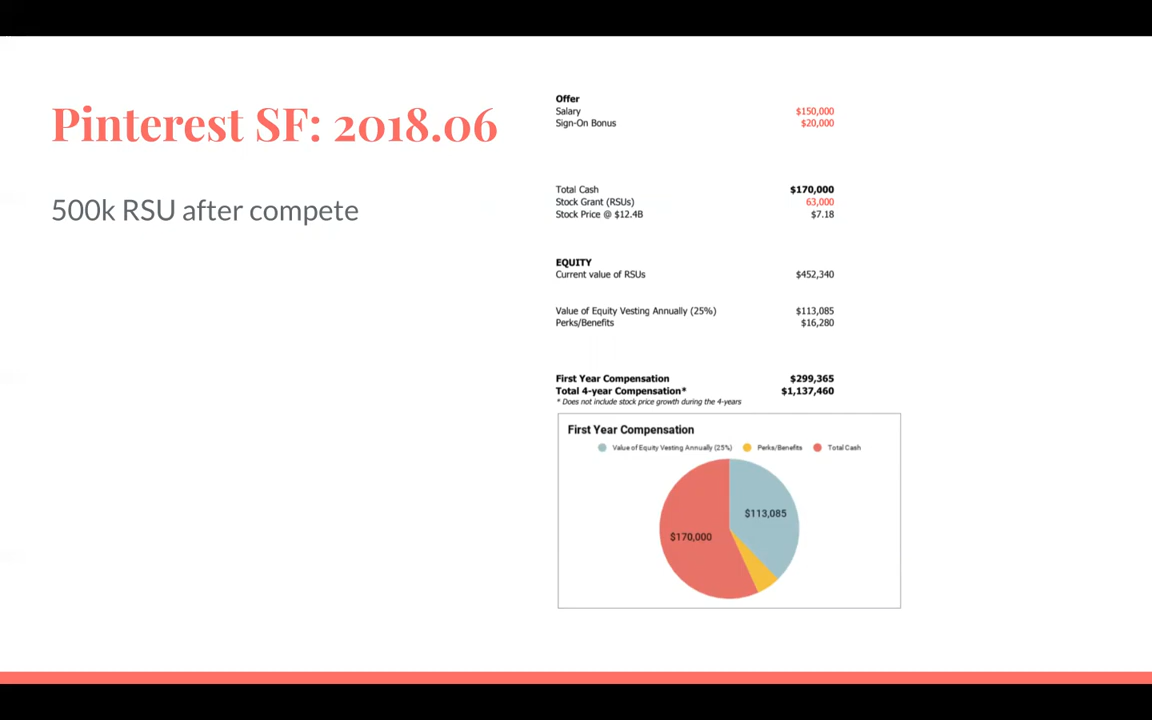 Pinterest SF: 2018.06
500k RSU after compete
Offer
Salary $150,000
Sign-On Bonus $20,000
Total Cash $170,000
Stock Grant (RSUs) 63,000
Stock Price @ $12.4B $7.18
EQUITY
Current value of RSUs $452,340
Value of Equity Vesting Annually (25%) $113,085
Perks/Benefits $16,280
First Year Compensation $299,365
Total 4-year Compensation* $1,137,460
* Does not include stock price growth during the 4-years
First Year Compensation
Value of Equity Vesting Annually (25%) Perks/Benefits Total Cash
$113,085
$170,000